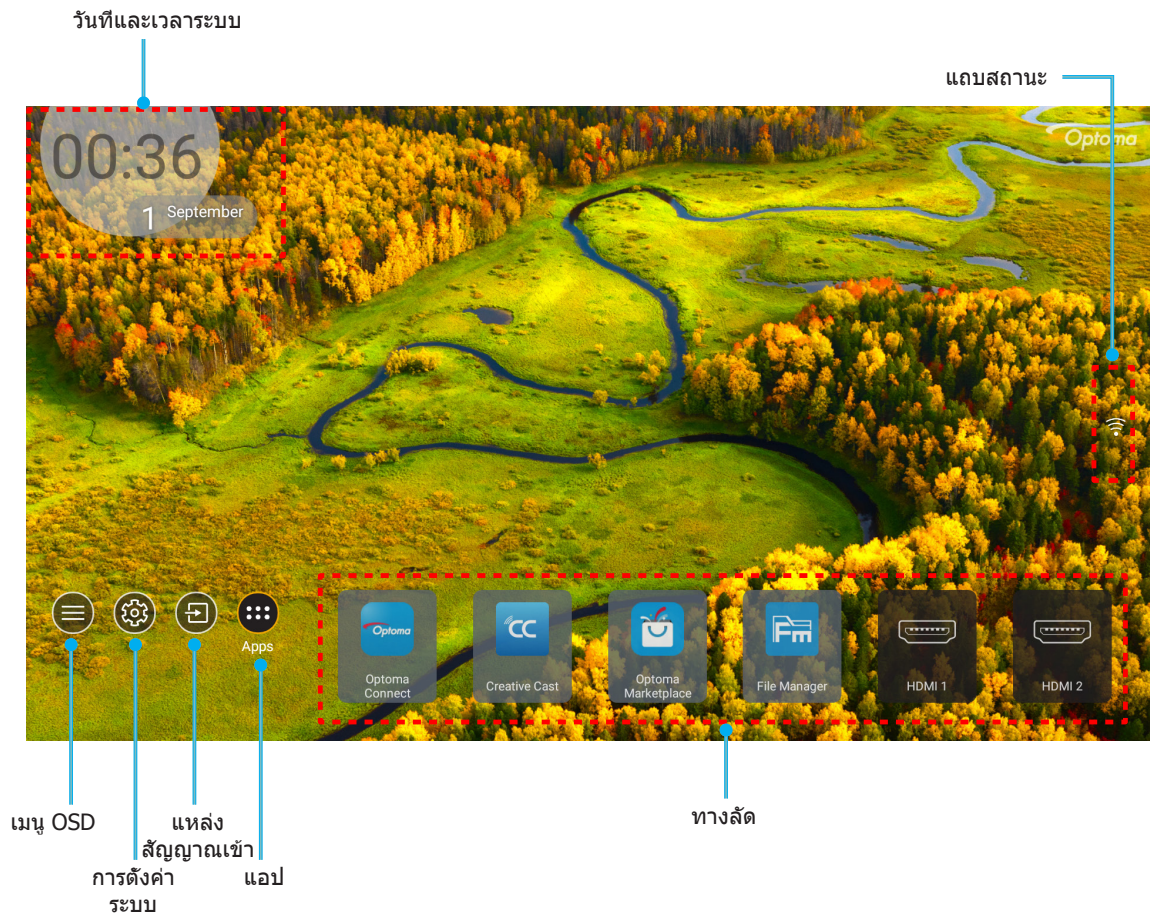 วันที่และเวลาระบบ
แถบสถานะ
Optoma
00:36
1 September
Apps
Optoma
CC
Fm
Optoma
Connect
Creative Cast
Optoma
Marketplace
File Manager
HDMI 1
HDMI 2
เมนู OSD
แหล่ง
สัญญาณเข้า
ทางลัด
การตั้งค่า
ระบบ
แอป